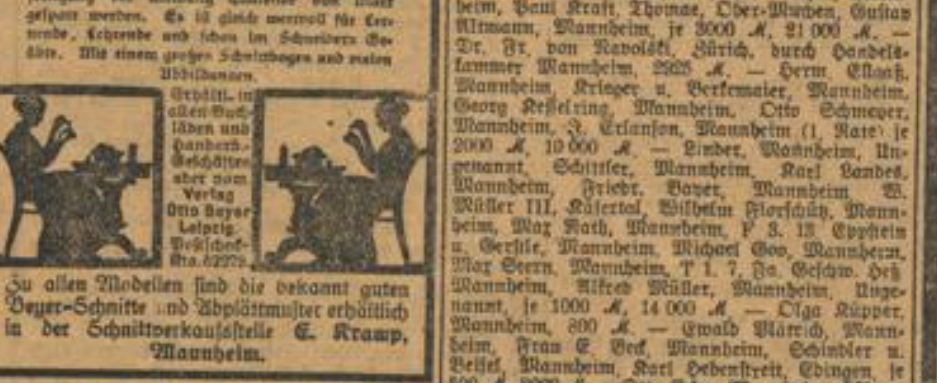 gespart werden. Es ist gleich wertvoll für Ler-
nende, Lehrende und schon im Schneidern Ge-
übte. Mit einem großen Schnittbogen und vielen
Abbildungen.
Erhältl. in
allen Buch-
läden und
Handarb.-
Geschäften
oder vom
Verlag
Otto Beyer
Leipzig
Postscheck-
Zu allen Modellen sind die bekannt guten
Beyer-Schnitte und Abplättmuster erhältlich
in der Schnittverkaufsstelle E. Kramp,
Mannheim.
heim, Paul Kraft, Thomae, Ober-Gustav
Altmann, Mannheim, je 3000 M, 21 000 M. —
Dr. Fr. von Navolski, Zürich, durch Handels-
kammer Mannheim, 2925 M. — Herm.
Mannheim, Krieger u. Berkemaier, Mannheim,
Georg Kesselring, Mannheim, Otto Schmeyer,
Mannheim, J. Erlanson, Mannheim (1. Rate) je
2000 M, 10 000 M. — Linder, Mannheim, Un-
genannt, Schittler, Mannheim, Karl Landes,
Mannheim, Friedr. Bayer, Mannheim W.
Müller III, Käfertal, Wilhelm Florschütz, Mann-
heim, Max Rath, Mannheim, F 3. 13 Eppstein
u. Gerstle, Mannheim, Michael Mannheim,
Max Stern, Mannheim, T 1. 7, Fa. Geschw. Heß
Mannheim, Alfred Müller, Mannheim, Unge-
nannt, je 1000 M, 14 000 M. — Olga Küpper,
Mannheim, 800 M. — Ewald Mann-
heim, Frau E Beck, Mannheim, Schindler u.
Beisel, Mannheim, Karl Hebenstreit, Edingen, je